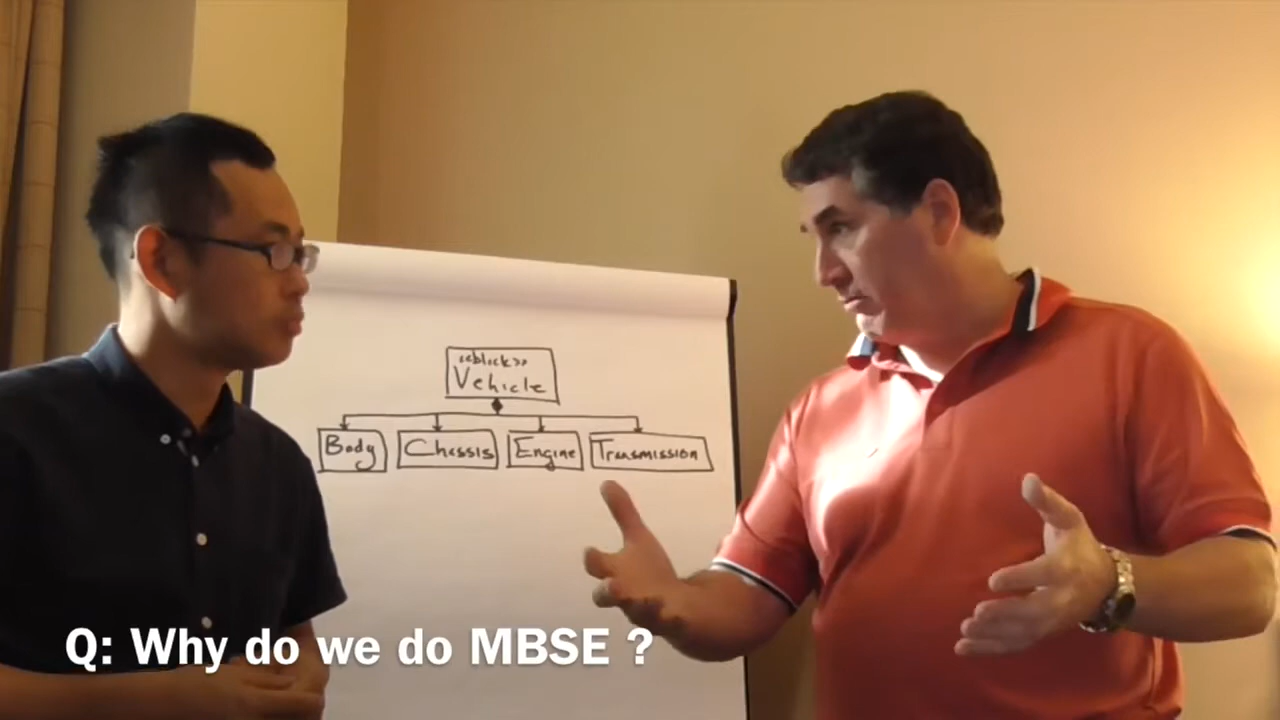 «block»
Vehicle
Body Chassis Engine Transmission
Q: Why do we do MBSE ?